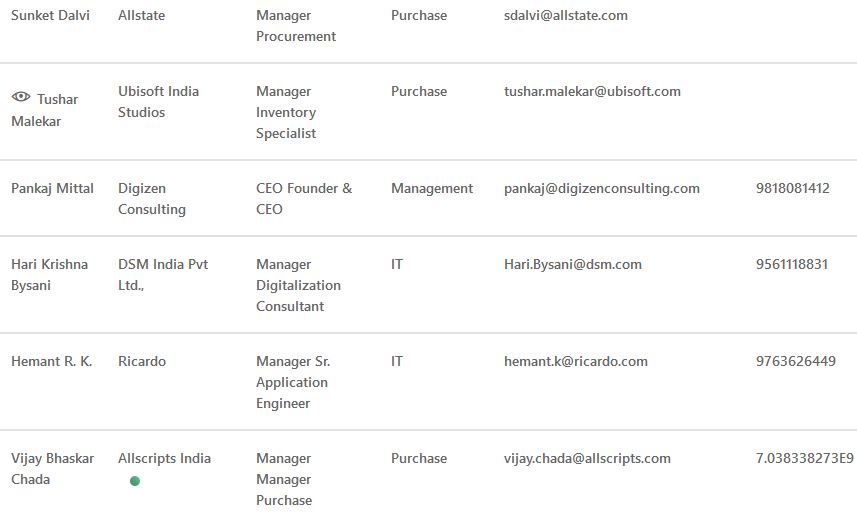 Sunket Dalvi Allstate Manager Purchase sdalvi@allstate.com
Procurement
Ubisoft India Manager Purchase tushar.malekar@ubisoft.com
Tushar
Studios Inventory
Malekar
Specialist
Pankaj Mittal Digizen CEO Founder & Management pankaj@digizenconsulting.com 9818081412
Consulting CEO
Hari Krishna DSM India Pvt Manager IT Hari.Bysani@dsm.com 9561118831
Bysani Ltd., Digitalization
Consultant
Hemant R. K. Ricardo Manager Sr. IT hemant.k@ricardo.com 9763626449
Application
Engineer
Vijay Bhaskar Allscripts India Manager Purchase vijay.chada@allscripts.com 7.038338273E9
Chada Manager
Purchase